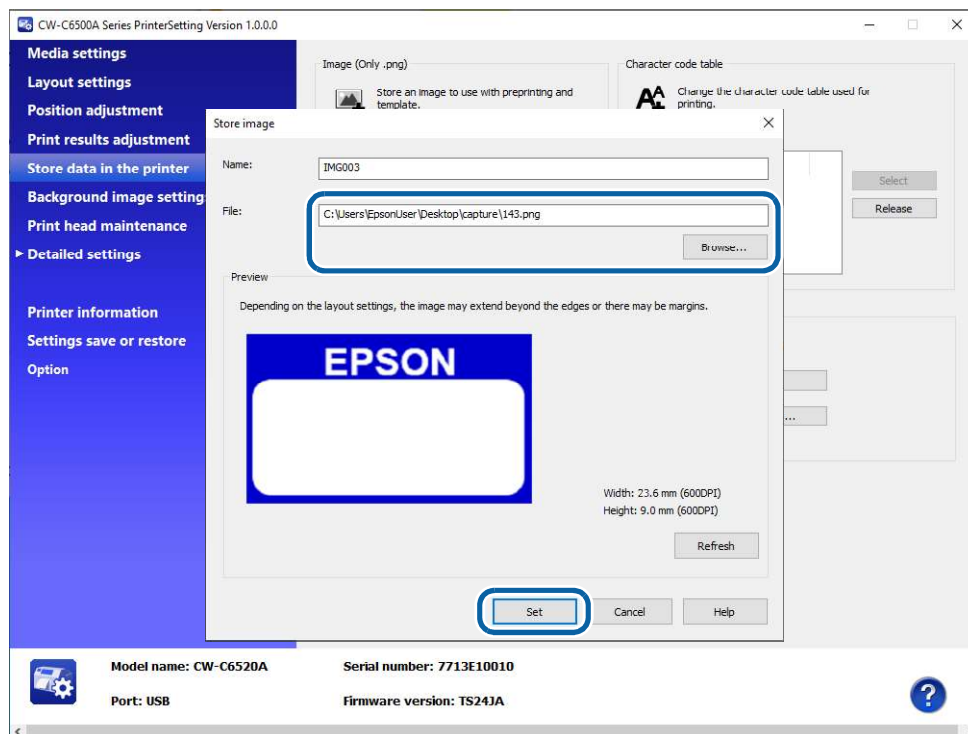 CW-C6500A Series PrinterSetting Version 1.0.0.0
Media settings
Layout settings
Position adjustment
Print results adjustment
Store data in the printer
Background image setting
Print head maintenance
Detailed settings
Printer information
Settings save or restore
Option
Image (Only .png)
Store an image to use with preprinting and
template.
Character code table
Change the character code table used for
printing.
Select
Release
...
Store image
Name:
IMG003
File:
C:\Users\EpsonUser\Desktop\capture\143.png
Browse...
Preview
Depending on the layout settings, the image may extend beyond the edges or there may be margins.
EPSON
Width: 23.6 mm (600DPI)
Height: 9.0 mm (600DPI)
Refresh
Set
Cancel
Help
Model name: CW-C6520A
Serial number: 7713E10010
Port: USB
Firmware version: TS24JA
?